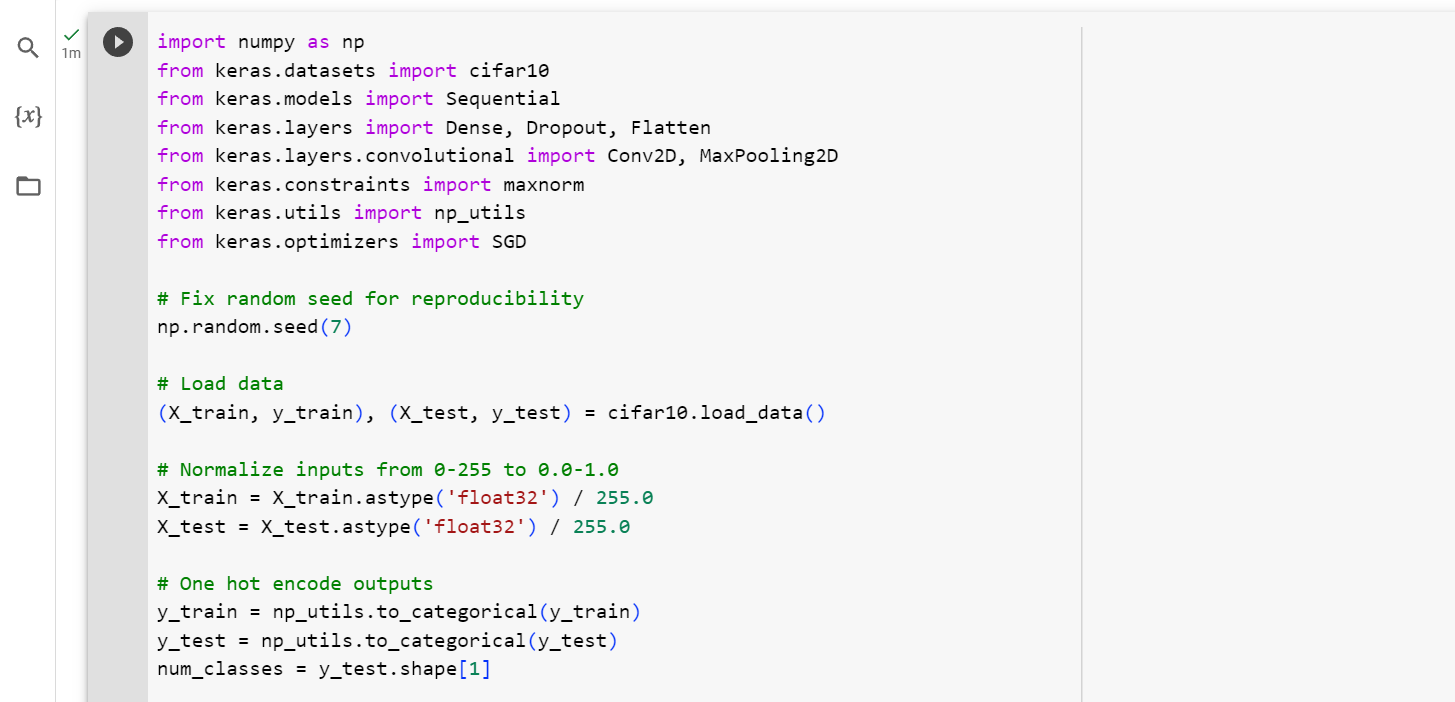 1m
{x}
import numpy as np
from keras.datasets import cifar10
from keras.models import Sequential
from keras.layers import Dense, Dropout, Flatten
from keras.layers.convolutional import Conv2D, MaxPooling2D
from keras.constraints import maxnorm
from keras.utils import np_utils
from keras.optimizers import SGD

# Fix random seed for reproducibility
np.random.seed(7)

# Load data
(X_train, y_train), (X_test, y_test) = cifar10.load_data()

# Normalize inputs from 0-255 to 0.0-1.0
X_train = X_train.astype('float32') / 255.0
X_test = X_test.astype('float32') / 255.0

# One hot encode outputs
y_train = np_utils.to_categorical(y_train)
y_test = np_utils.to_categorical(y_test)
num_classes = y_test.shape[1]